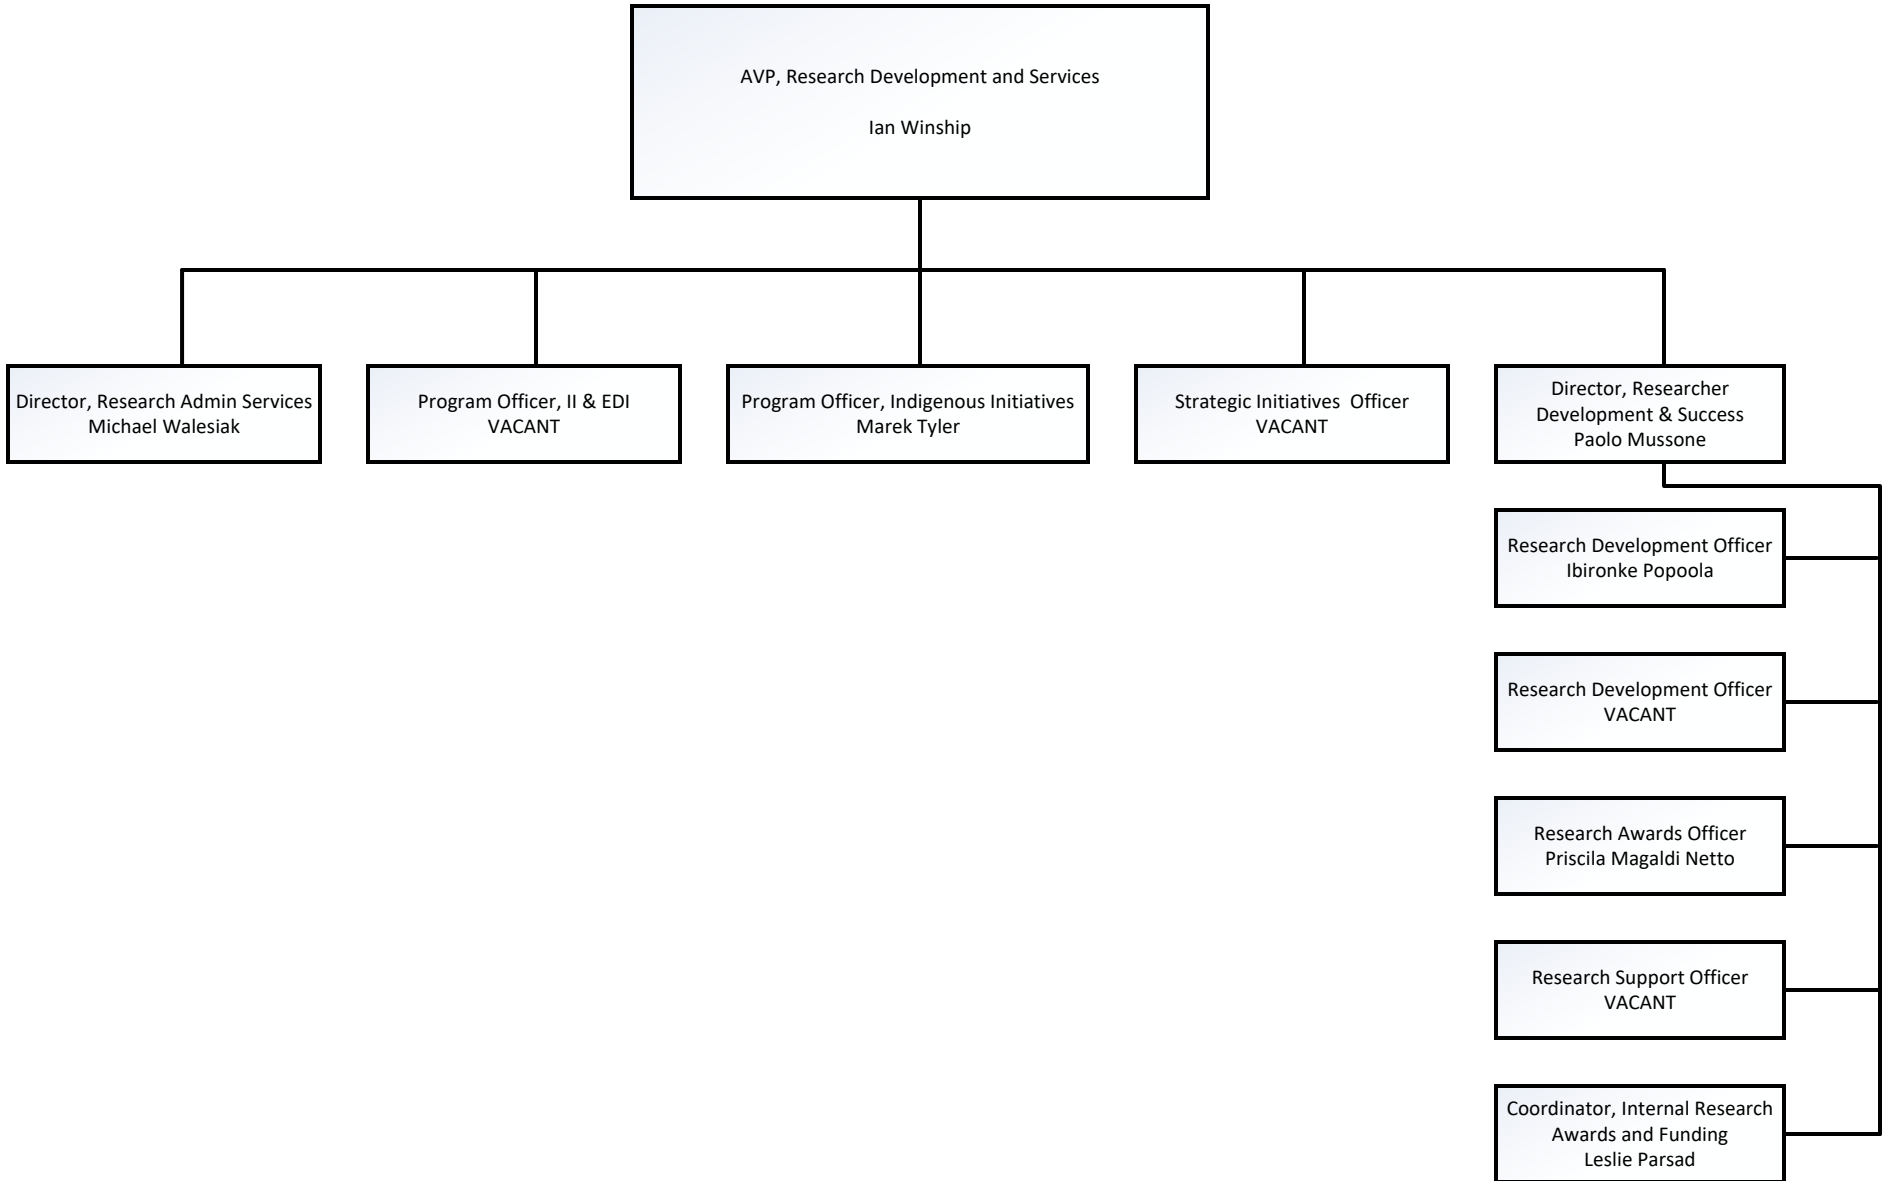 AVP, Research Development and Services
Ian Winship
Director, Research Admin Services
Michael Walesiak
Program Officer, II & EDI
VACANT
Program Officer, Indigenous Initiatives
Marek Tyler
Strategic Initiatives  Officer
VACANT
Director, Researcher
Development & Success
Paolo Mussone
Research Development Officer
Ibironke Popoola
Research Development Officer
VACANT
Research Awards Officer
Priscila Magaldi Netto
Research Support Officer
VACANT
Coordinator, Internal Research
Awards and Funding
Leslie Parsad